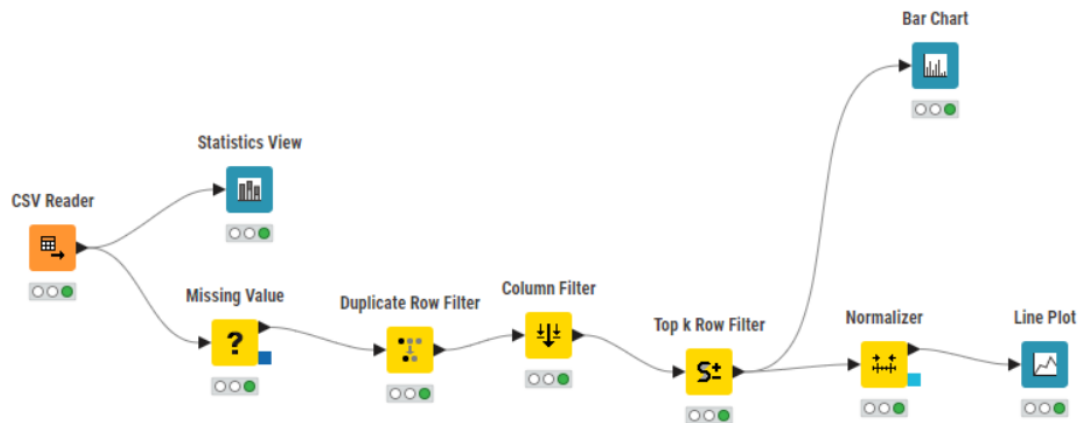 Bar Chart
Statistics View
CSV Reader
Missing Value
Duplicate Row Filter
Column Filter
Top k Row Filter
Normalizer
Line Plot
?
S